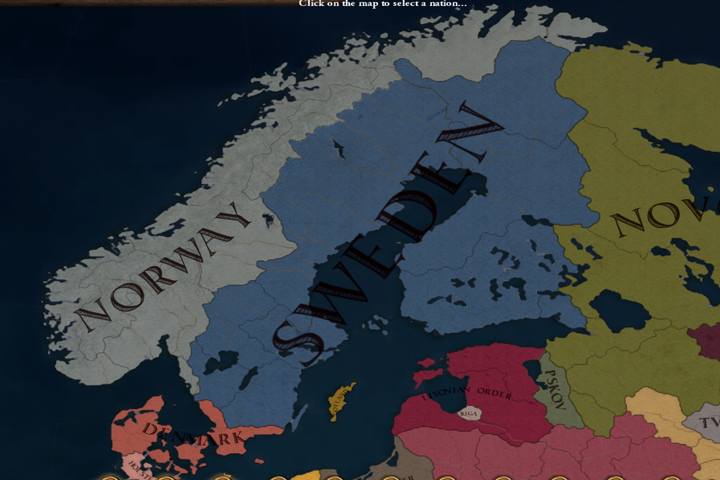 Click on the map to select a nation...
NORWAY
SWEDEN
NOV
LIVONIAN ORDER
PSKOV
RIGA
DENMARK
TV